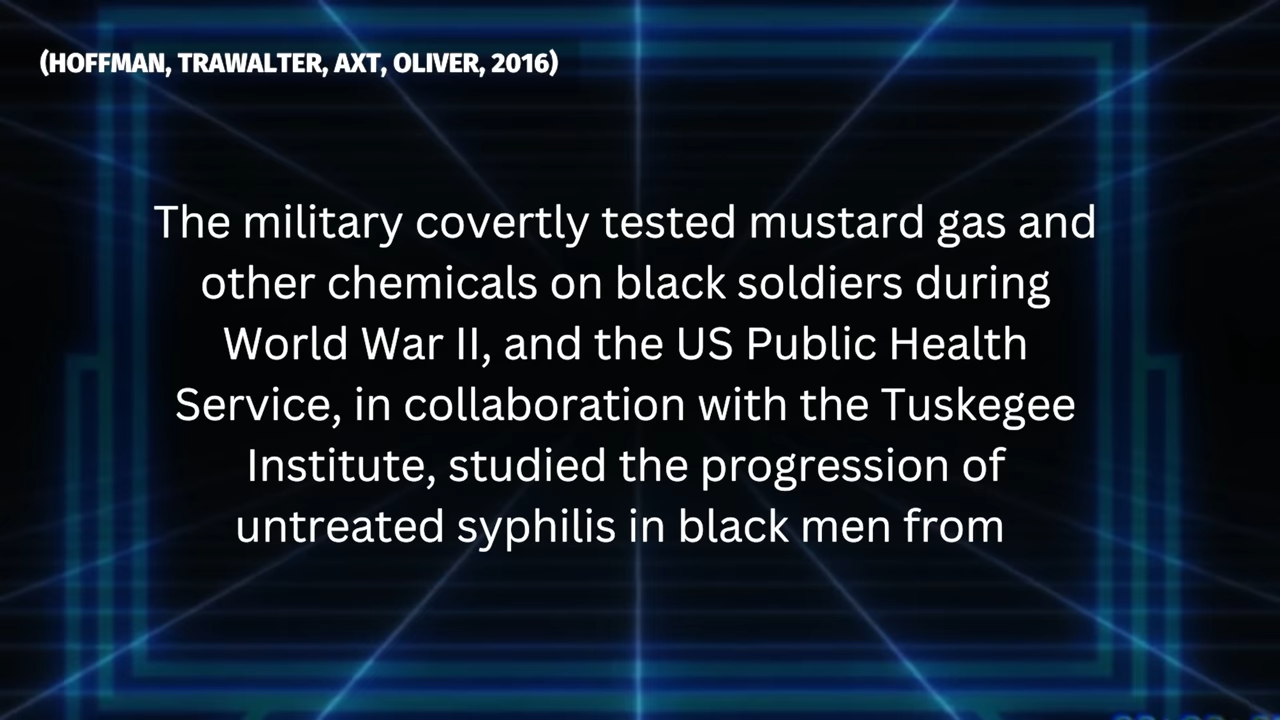 (HOFFMAN, TRAWALTER, AXT, OLIVER, 2016)
The military covertly tested mustard gas and
other chemicals on black soldiers during
World War II, and the US Public Health
Service, in collaboration with the Tuskegee
Institute, studied the progression of
untreated syphilis in black men from